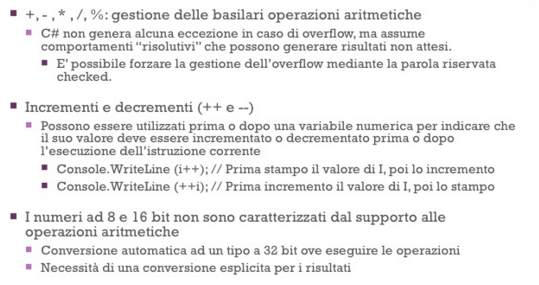 +, - , * , /, %: gestione delle basilari operazioni aritmetiche
C# non genera alcuna eccezione in caso di overflow, ma assume
comportamenti "risolutivi" che possono generare risultati non attesi.
E' possibile forzare la gestione dell'overflow mediante la parola riservata
checked.
Incrementi e decrementi (++ e --)
Possono essere utilizzati prima o dopo una variabile numerica per indicare che
il suo valore deve essere incrementato o decrementato prima o dopo
l'esecuzione dell'istruzione corrente
Console.WriteLine (i++); // Prima stampo il valore di I, poi lo incremento
Console.WriteLine (++i); // Prima incremento il valore di I, poi lo stampo
I numeri ad 8 e 16 bit non sono caratterizzati dal supporto alle
operazioni aritmetiche
Conversione automatica ad un tipo a 32 bit ove eseguire le operazioni
Necessità di una conversione esplicita per i risultati